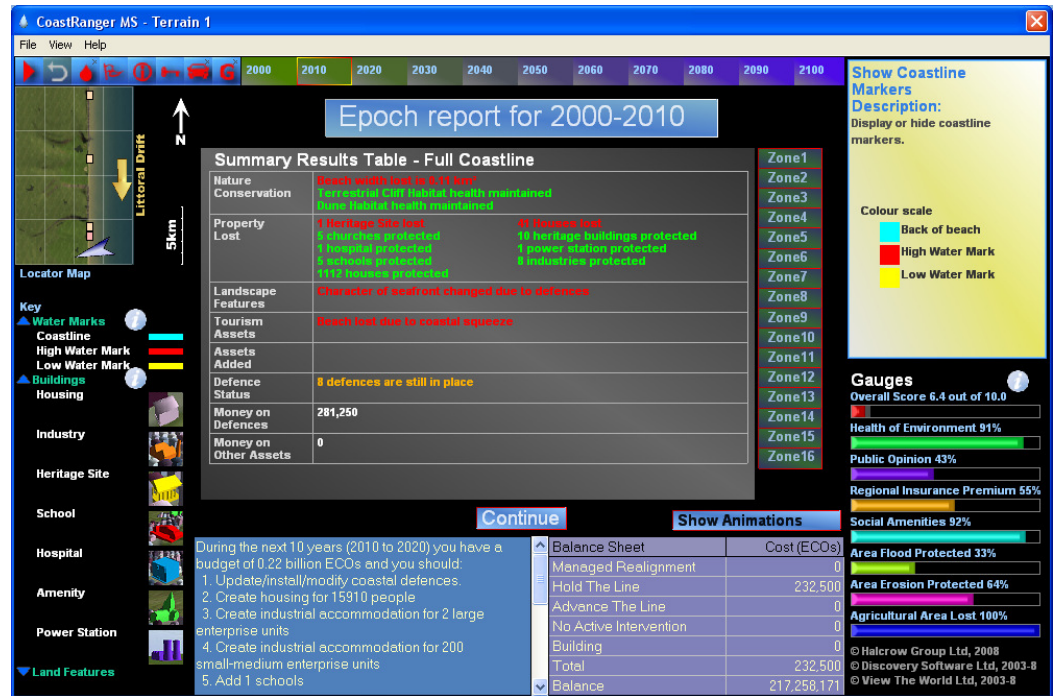 CoastRanger MS - Terrain 1
File View Help
2000 2010 2020 2030 2040 2050 2060 2070 2080 2090 2100
Littoral Drift
N
5km
Locator Map
Key
Water Marks
Coastline
High Water Mark
Low Water Mark
Buildings
Housing
Industry
Heritage Site
School
Hospital
Amenity
Power Station
Land Features
Epoch report for 2000-2010
Summary Results Table - Full Coastline
Nature Conservation
Beach width lost is 0.11 km²
Terrestrial Cliff Habitat health maintained
Dune Habitat health maintained
Property Lost
1 Heritage Site lost
5 churches protected
1 hospital protected
5 schools protected
1112 houses protected
Houses lost
10 heritage buildings protected
1 power station protected
8 industries protected
Landscape Features
Character of seafront changed due to defences
Tourism Assets
Beach lost due to coastal squeeze
Assets Added
Defence Status
8 defences are still in place
Money on Defences
281,250
Money on Other Assets
0
Zone1
Zone2
Zone3
Zone4
Zone5
Zone6
Zone7
Zone8
Zone9
Zone10
Zone11
Zone12
Zone13
Zone14
Zone15
Zone16
Continue
Show Animations
During the next 10 years (2010 to 2020) you have a
budget of 0.22 billion ECOs and you should:
1. Update/install/modify coastal defences.
2. Create housing for 15910 people
3. Create industrial accommodation for 2 large
enterprise units
4. Create industrial accommodation for 200
small-medium enterprise units
5. Add 1 schools
Balance Sheet Cost (ECOs)
Managed Realignment 0
Hold The Line 232,500
Advance The Line 0
No Active Intervention 0
Building 0
Total 232,500
Balance 217,258,171
Show Coastline
Markers
Description:
Display or hide coastline
markers.
Colour scale
Back of beach
High Water Mark
Low Water Mark
Gauges
Overall Score 6.4 out of 10.0
Health of Environment 91%
Public Opinion 43%
Regional Insurance Premium 55%
Social Amenities 92%
Area Flood Protected 33%
Area Erosion Protected 64%
Agricultural Area Lost 100%
© Halcrow Group Ltd, 2008
© Discovery Software Ltd, 2003-8
© View The World Ltd, 2003-8